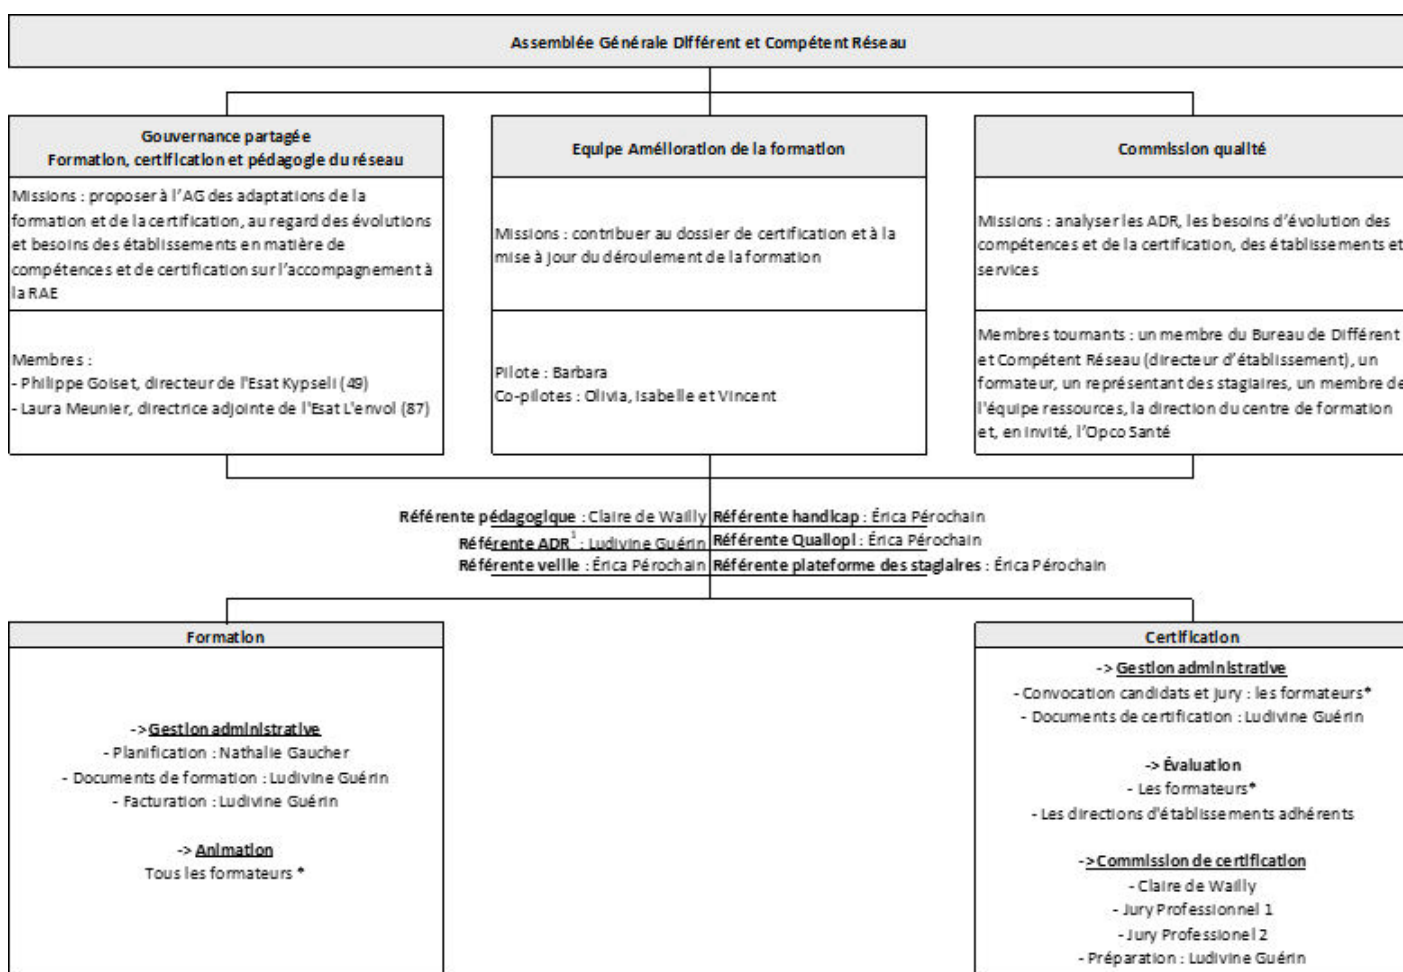 Assemblée Générale Différent et Compétent Réseau
Gouvernance partagée
Formation, certification et pédagogie du réseau
Missions : proposer à l'AG des adaptations de la
formation et de la certification, au regard des évolutions
et besoins des établissements en matière de
compétences et de certification sur l'accompagnement à
la RAE
Membres :
- Philippe Goiset, directeur de l'Esat Kypseli (49)
- Laura Meunier, directrice adjointe de l'Esat L'envol (87)
Equipe Amélioration de la formation
Missions : contribuer au dossier de certification et à la
mise à jour du déroulement de la formation
Pilote : Barbara
Co-pilotes : Olivia, Isabelle et Vincent
Commission qualité
Missions : analyser les ADR, les besoins d'évolution des
compétences et de la certification, des établissements et
services
Membres tournants : un membre du Bureau de Différent
et Compétent Réseau (directeur d'établissement), un
formateur, un représentant des stagiaires, un membre de
l'équipe ressources, la direction du centre de formation
et, en invité, l'Opco Santé
Référente pédagogique : Claire de Wailly
Référente handicap : Érica Pérochain
Référente ADR¹ : Ludivine Guérin
Référente Qualiopi : Érica Pérochain
Référente veille : Érica Pérochain
Référente plateforme des stagiaires : Érica Pérochain
Formation
-> Gestion administrative
- Planification : Nathalie Gaucher
- Documents de formation : Ludivine Guérin
- Facturation : Ludivine Guérin
-> Animation
Tous les formateurs *
Certification
-> Gestion administrative
- Convocation candidats et jury : les formateurs*
- Documents de certification : Ludivine Guérin
-> Évaluation
- Les formateurs*
- Les directions d'établissements adhérents
->Commission de certification
- Claire de Wailly
- Jury Professionnel 1
- Jury Professionel 2
- Préparation : Ludivine Guérin